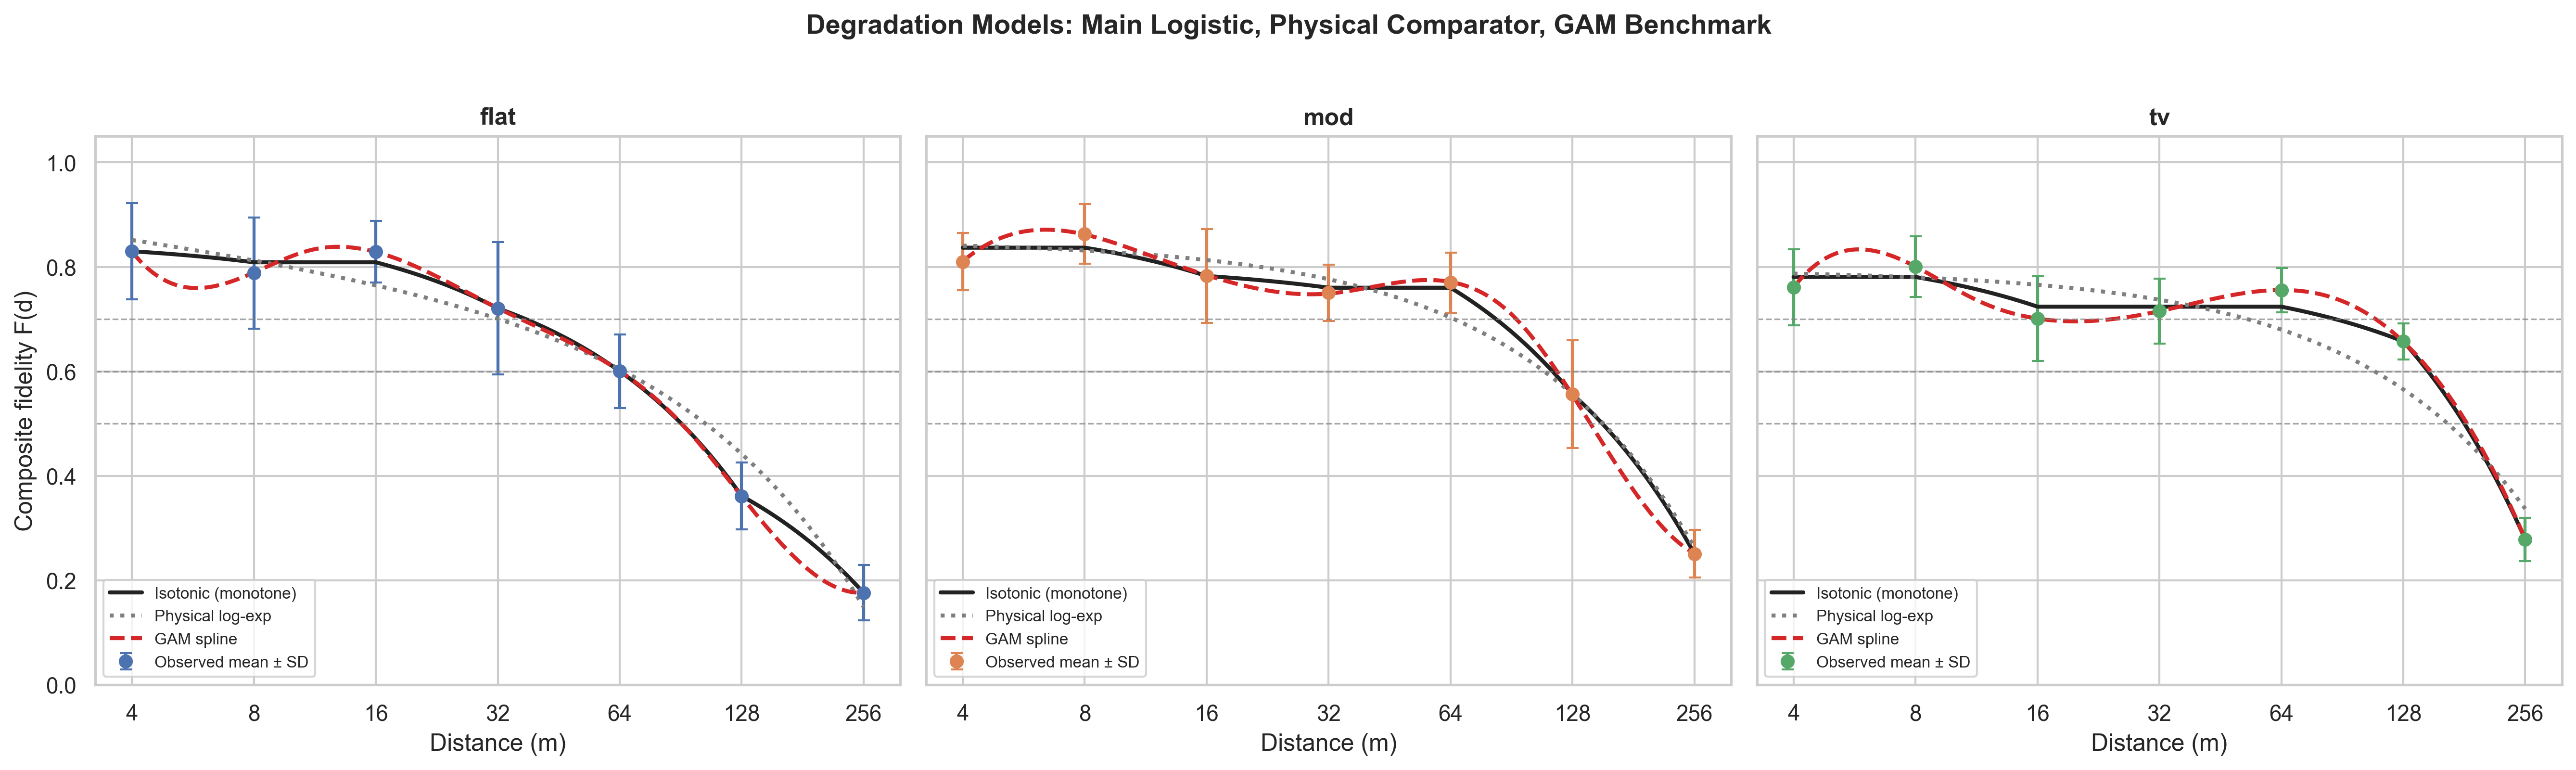 Degradation Models: Main Logistic, Physical Comparator, GAM Benchmark
flat
mod
tv
Composite fidelity F(d)
1.0
0.8
0.6
0.4
0.2
0.0
Isotonic (monotone)
Physical log-exp
GAM spline
Observed mean ± SD
4 8 16 32 64 128 256
Distance (m)
Isotonic (monotone)
Physical log-exp
GAM spline
Observed mean ± SD
4 8 16 32 64 128 256
Distance (m)
Isotonic (monotone)
Physical log-exp
GAM spline
Observed mean ± SD
4 8 16 32 64 128 256
Distance (m)